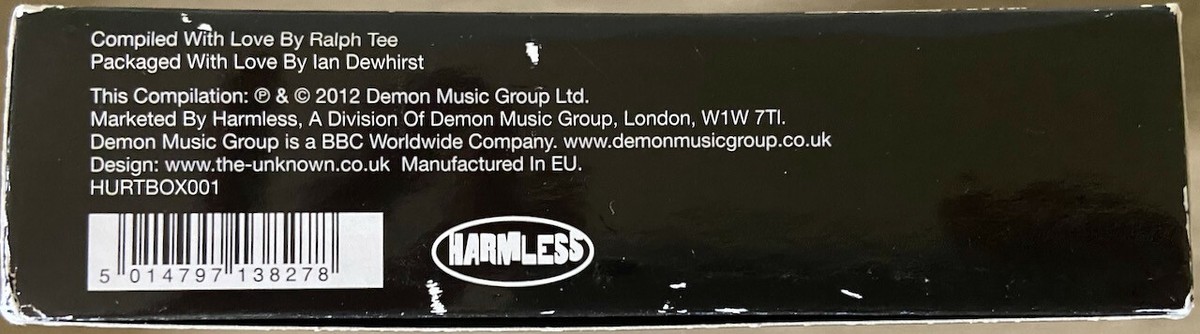 Compiled With Love By Ralph Tee
Packaged With Love By Ian Dewhirst
This Compilation: ℗ & © 2012 Demon Music Group Ltd.
Marketed By Harmless, A Division Of Demon Music Group, London, W1W 7TI.
Demon Music Group is a BBC Worldwide Company. www.demonmusicgroup.co.uk
Design: www.the-unknown.co.uk Manufactured In EU.
HURTBOX001
5 014797 138278
HARMLESS